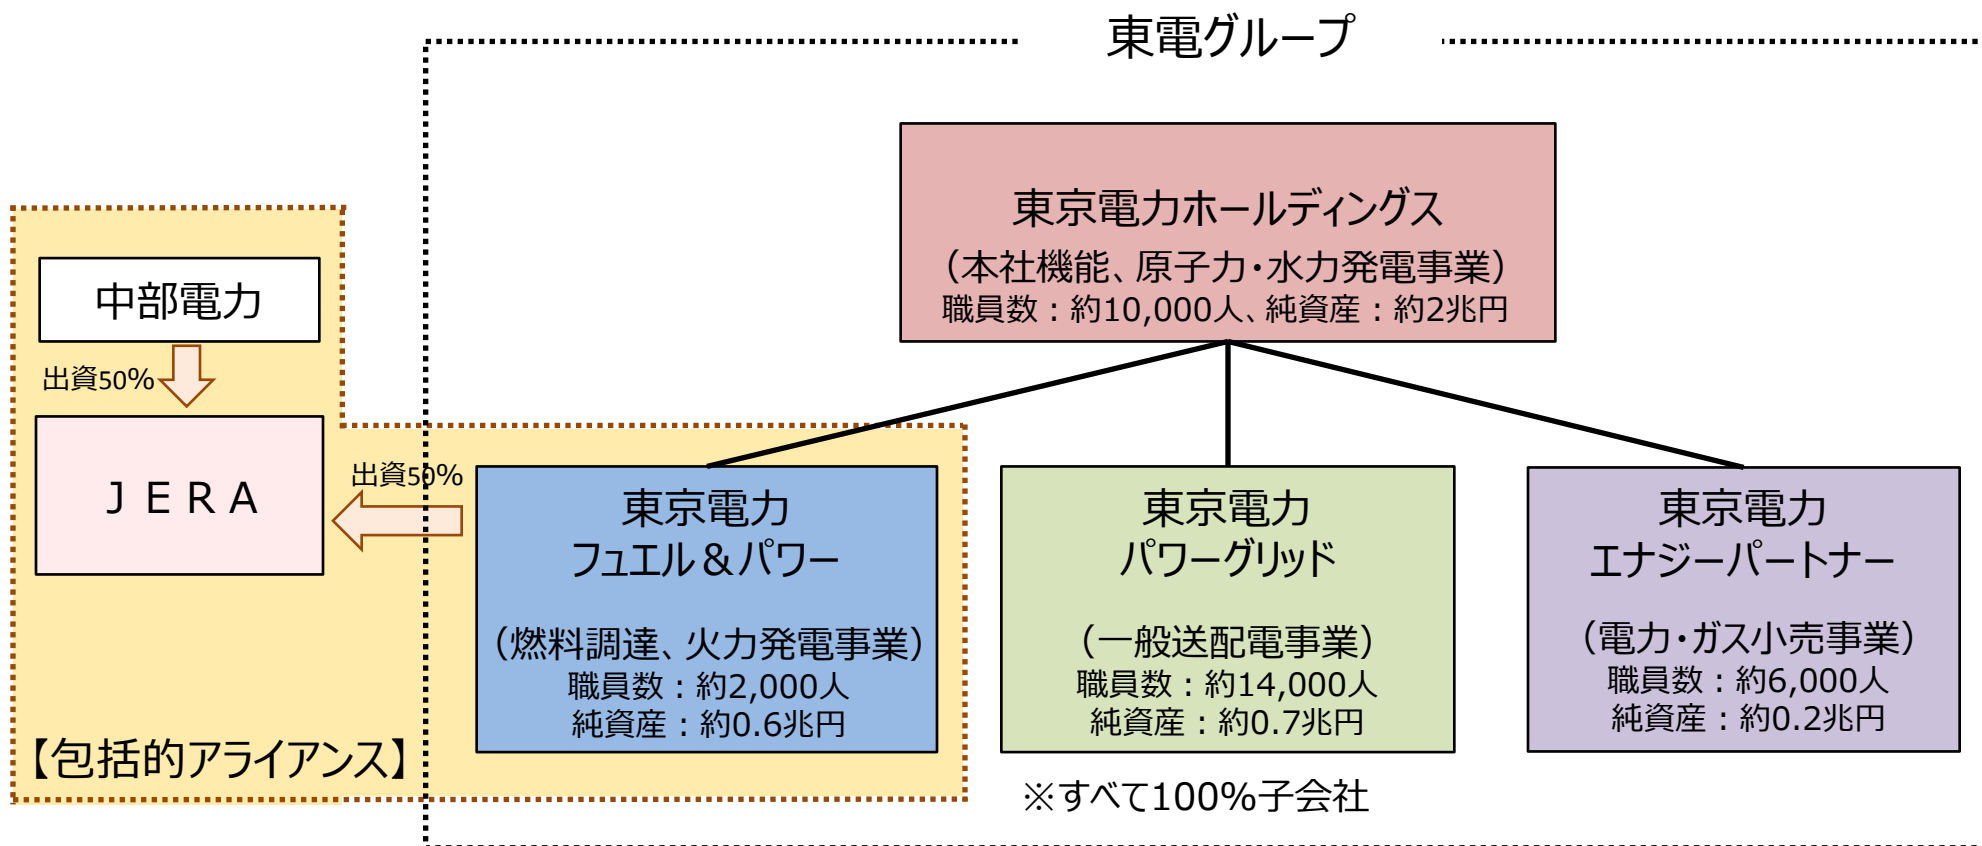 東電グループ
東京電力ホールディングス
（本社機能、原子力・水力発電事業）
職員数：約10,000人、純資産：約2兆円
中部電力
出資50%
ＪＥＲＡ
出資50%
東京電力
フュエル＆パワー
（燃料調達、火力発電事業）
職員数：約2,000人
純資産：約0.6兆円
東京電力
パワーグリッド
（一般送配電事業）
職員数：約14,000人
純資産：約0.7兆円
東京電力
エナジーパートナー
（電力・ガス小売事業）
職員数：約6,000人
純資産：約0.2兆円
【包括的アライアンス】
※すべて100%子会社